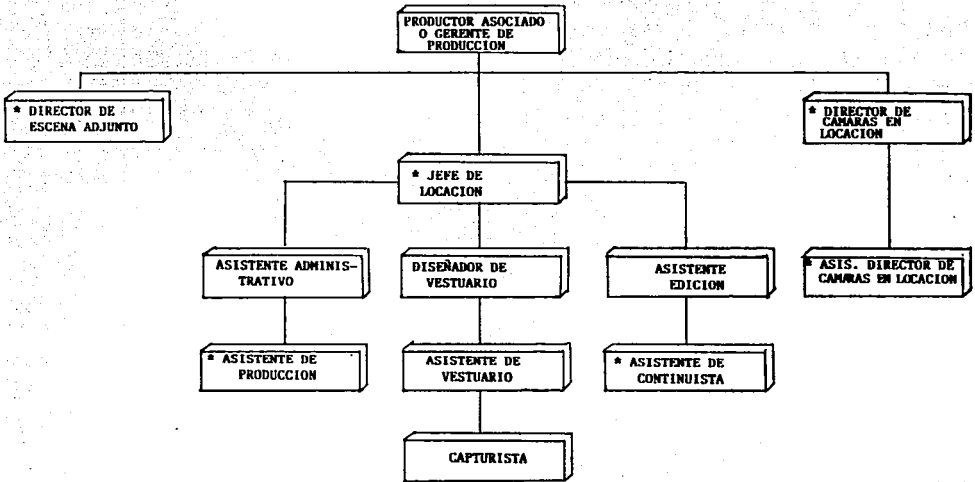 PRODUCTOR ASOCIADO
O GERENTE DE
PRODUCCION
* DIRECTOR DE
ESCENA ADJUNTO
* DIRECTOR DE
CAMARAS EN
LOCACION
* JEFE DE
LOCACION
ASISTENTE ADMINIS-
TRATIVO
DISEÑADOR DE
VESTUARIO
ASISTENTE
EDICION
* ASIS. DIRECTOR DE
CAMARAS EN LOCACION
* ASISTENTE DE
PRODUCCION
ASISTENTE DE
VESTUARIO
* ASISTENTE DE
CONTINUISTA
CAPTURISTA